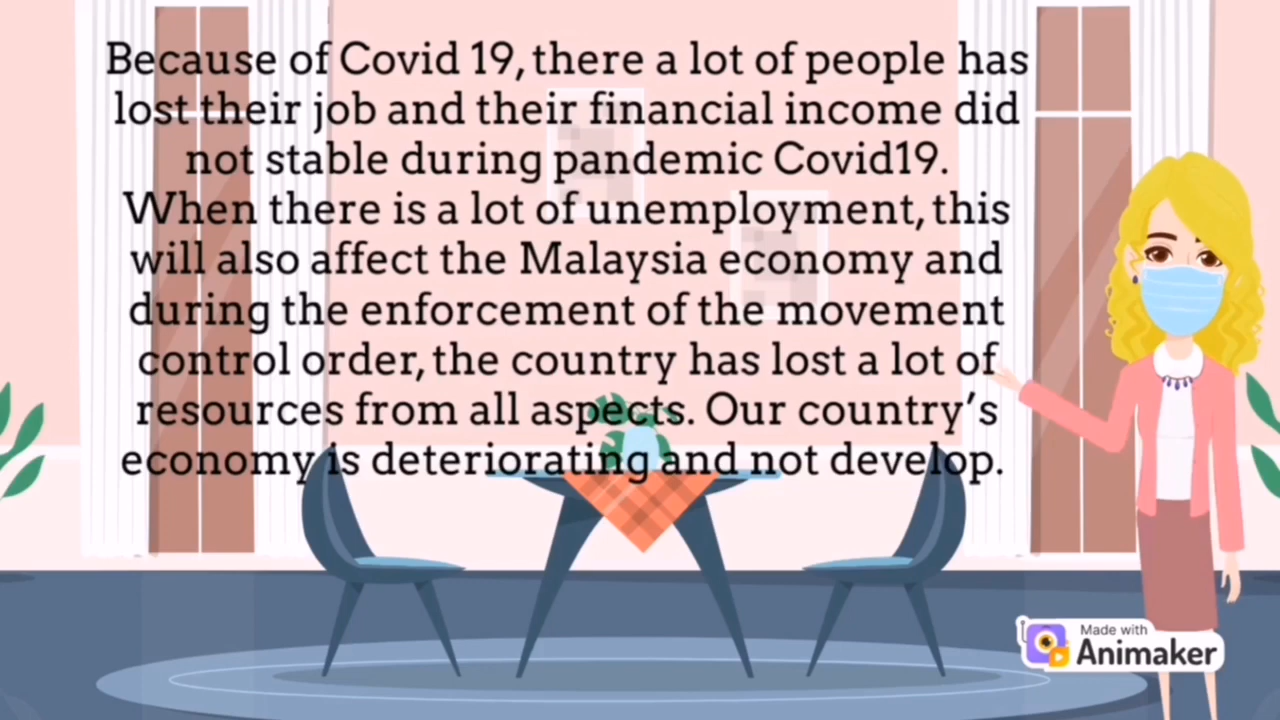 Because of Covid 19, there a lot of people has
lost their job and their financial income did
not stable during pandemic Covid19.
When there is a lot of unemployment, this
will also affect the Malaysia economy and
during the enforcement of the movement
control order, the country has lost a lot of
resources from all aspects. Our country’s
economy is deteriorating and not develop.
Made with
Animaker